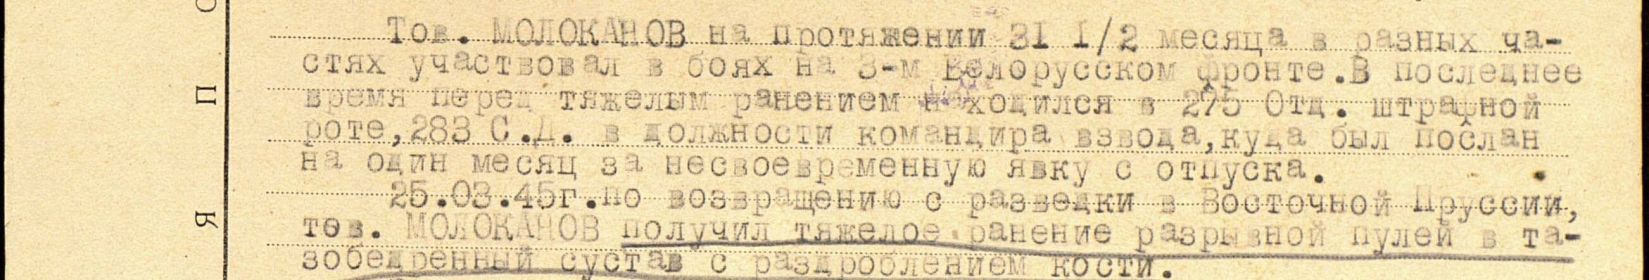 Тов. МОЛОКАНОВ на протяжении 31 1/2 месяца в разных ча-
стях участвовал в боях на 3-м Белорусском фронте.В последнее
время перед тяжелым ранением находился в 275 Отд. штрафной
роте,283 С.Д. в должности командира взвода,куда был послан
на один месяц за несвоевременную явку с отпуска.
25.03.45г.по возвращению с разведки в Восточной Пруссии,
тов. МОЛОКАНОВ получил тяжелое ранение разрывной пулей в та-
зобедренный сустав с раздроблением кости.
О
П
Я